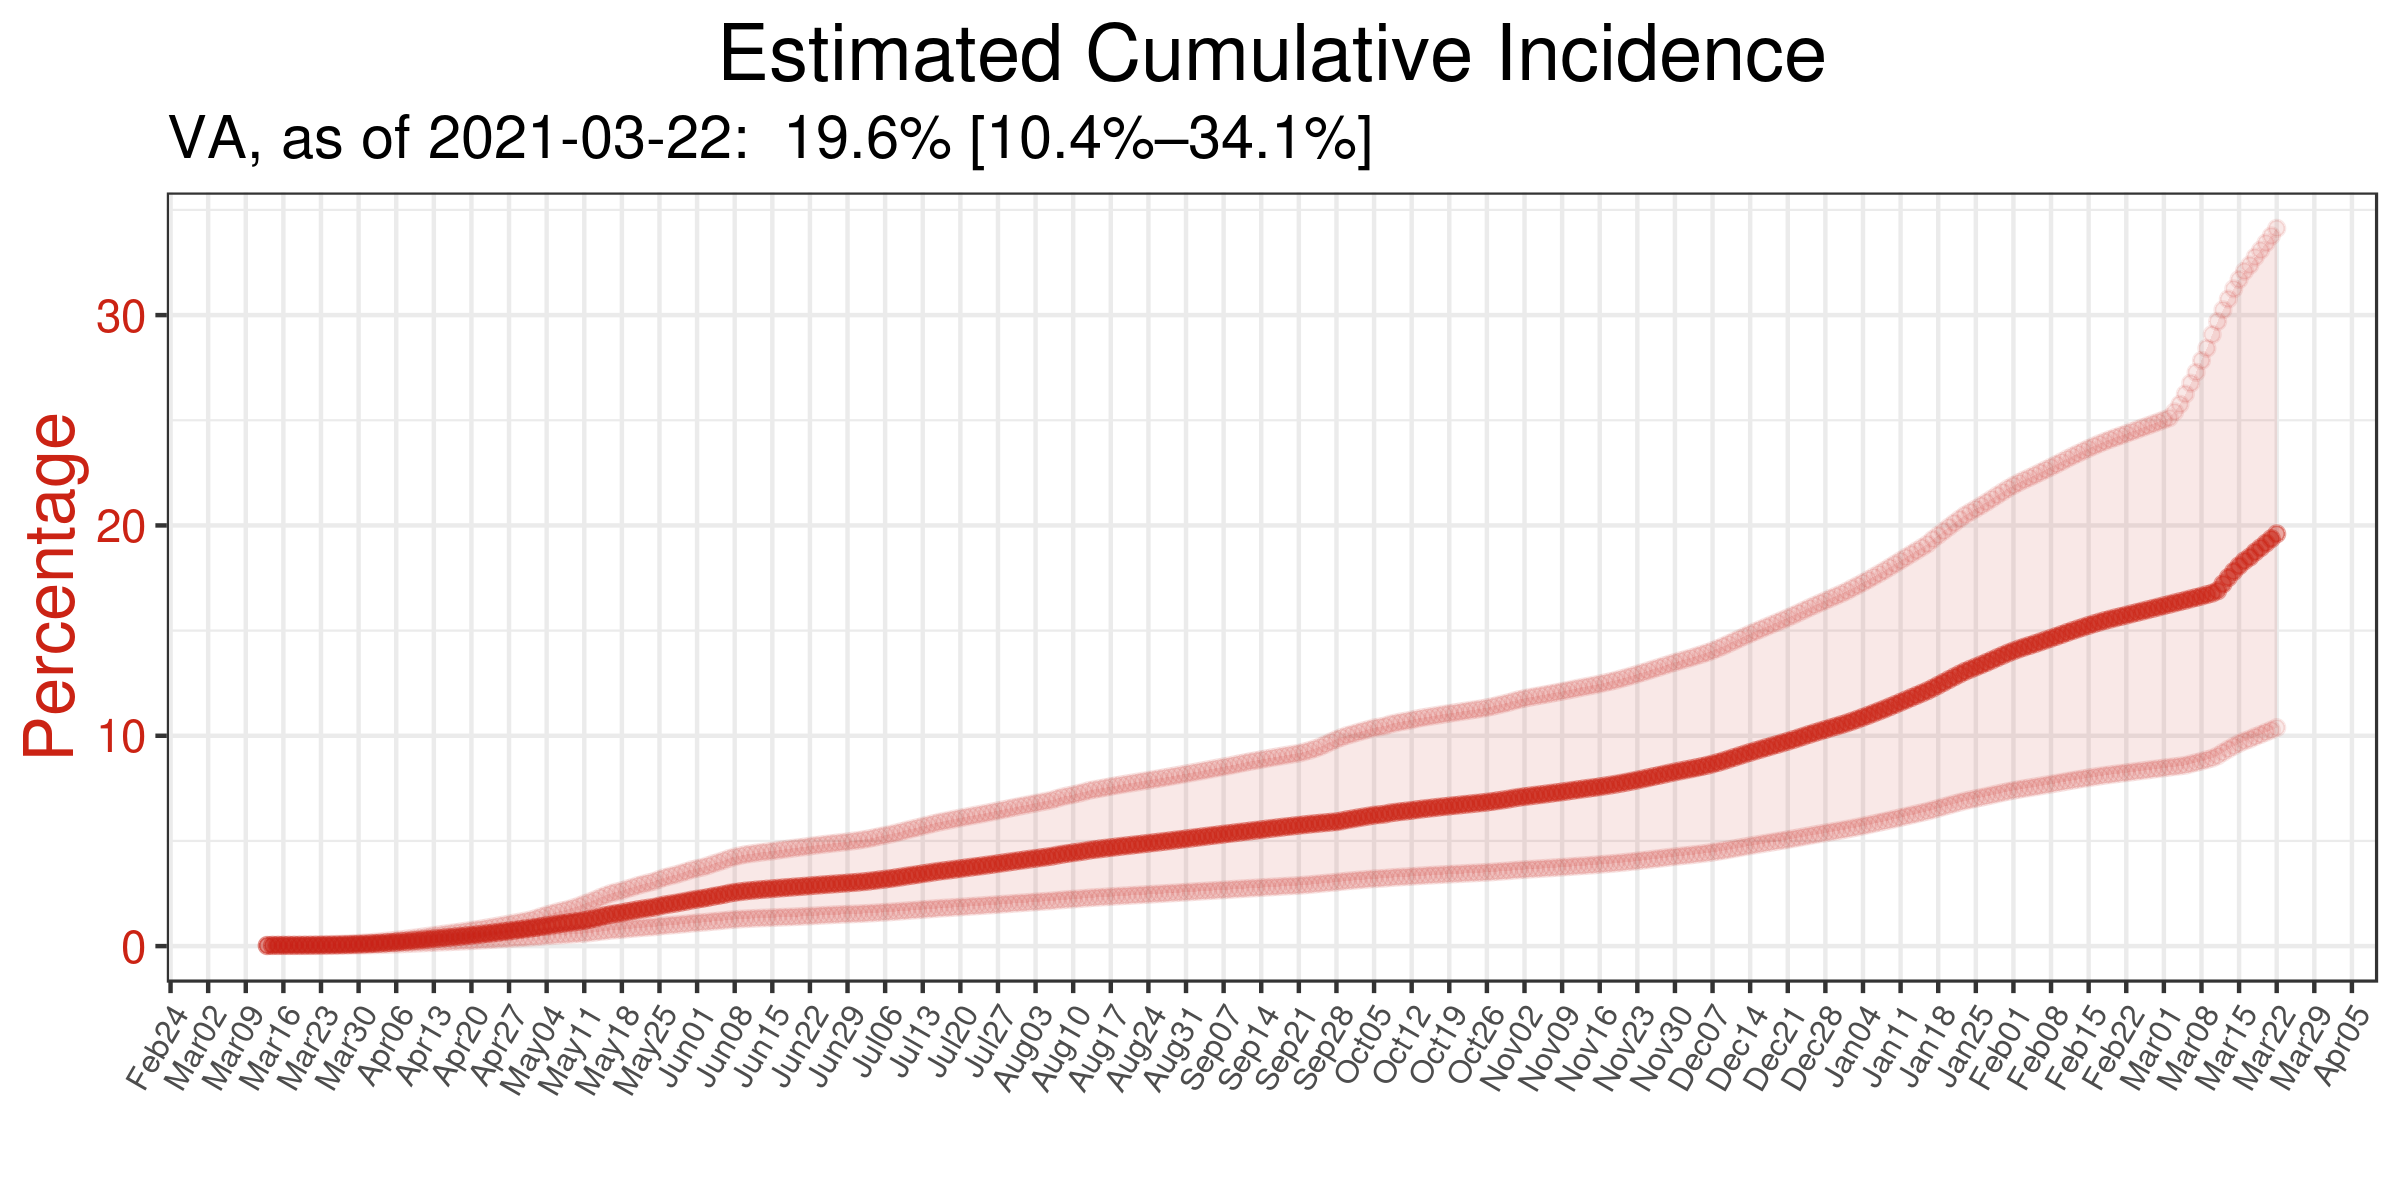 Estimated Cumulative Incidence
VA, as of 2021-03-22:  19.6% [10.4%–34.1%]
Percentage
30
20
10
0
Feb24
Mar02
Mar09
Mar16
Mar23
Mar30
Apr06
Apr13
Apr20
Apr27
May04
May11
May18
May25
Jun01
Jun08
Jun15
Jun22
Jun29
Jul06
Jul13
Jul20
Jul27
Aug03
Aug10
Aug17
Aug24
Aug31
Sep07
Sep14
Sep21
Sep28
Oct05
Oct12
Oct19
Oct26
Nov02
Nov09
Nov16
Nov23
Nov30
Dec07
Dec14
Dec21
Dec28
Jan04
Jan11
Jan18
Jan25
Feb01
Feb08
Feb15
Feb22
Mar01
Mar08
Mar15
Mar22
Mar29
Apr05